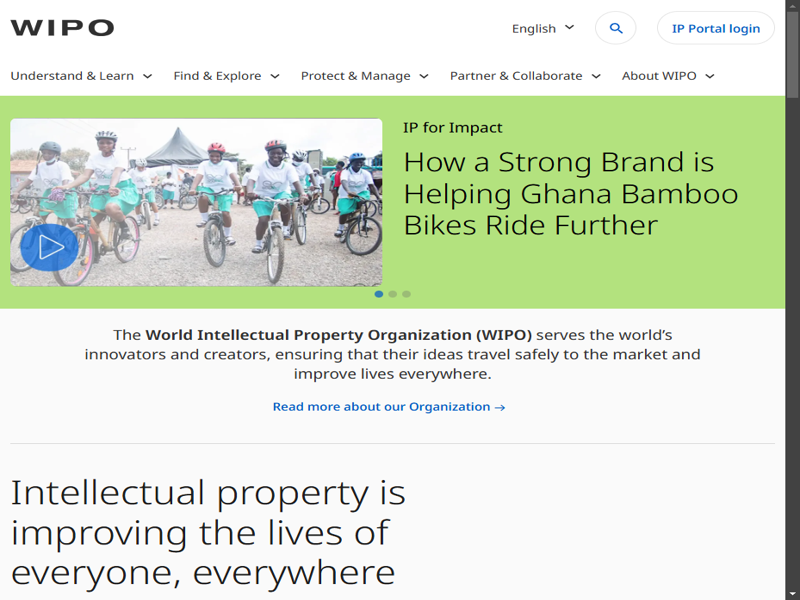 WIPO
English
IP Portal login
Understand & Learn
Find & Explore
Protect & Manage
Partner & Collaborate
About WIPO
IP for Impact
How a Strong Brand is
Helping Ghana Bamboo
Bikes Ride Further
The World Intellectual Property Organization (WIPO) serves the world's
innovators and creators, ensuring that their ideas travel safely to the market and
improve lives everywhere.
Read more about our Organization →
Intellectual property is
improving the lives of
everyone, everywhere